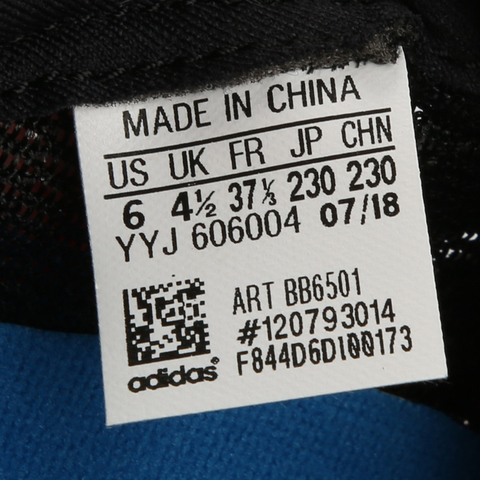 MADE IN CHINA
US UK FR JP CHN
6 4½ 37⅓ 230 230
YYJ 606004 07/18
ART BB6501
#120793014
F844D6D100173
adidas®